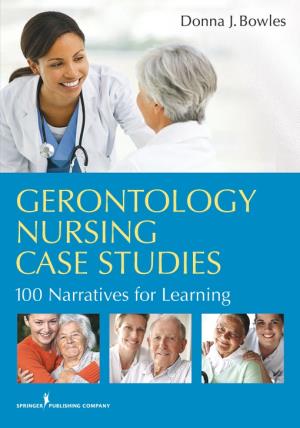 Donna J. Bowles
GERONTOLOGY
NURSING
CASE STUDIES
100 Narratives for Learning
SPRINGER PUBLISHING COMPANY